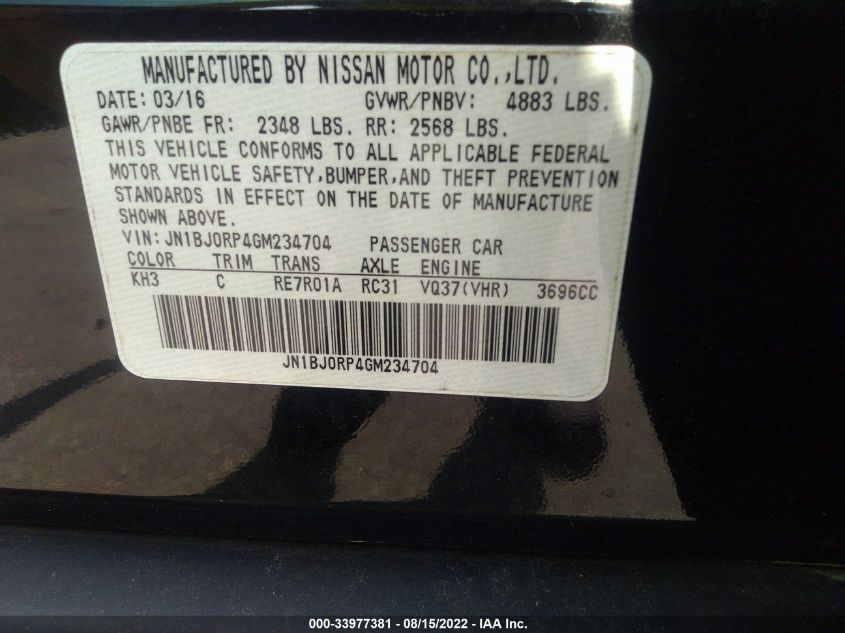 MANUFACTURED BY NISSAN MOTOR CO.,LTD.
DATE: 03/16 GVWR/PNBV: 4883 LBS.
GAWR/PNBE FR: 2348 LBS. RR: 2568 LBS.
THIS VEHICLE CONFORMS TO ALL APPLICABLE FEDERAL
MOTOR VEHICLE SAFETY,BUMPER,AND THEFT PREVENTION
STANDARDS IN EFFECT ON THE DATE OF MANUFACTURE
SHOWN ABOVE.
VIN: JN1BJ0RP4GM234704 PASSENGER CAR
COLOR TRIM TRANS AXLE ENGINE
KH3 C RE7R01A RC31 VQ37(VHR) 3696CC
JN1BJ0RP4GM234704
000-33977381 - 08/15/2022 - IAA Inc.